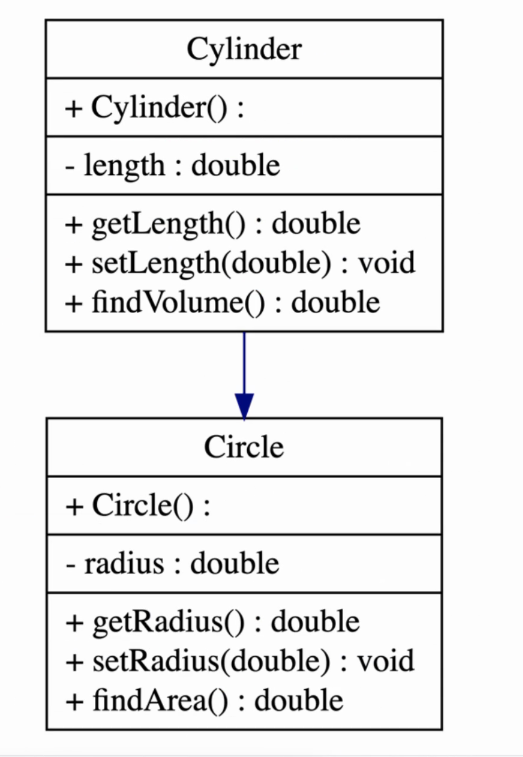 Cylinder
+ Cylinder() :
- length : double
+ getLength() : double
+ setLength(double) : void
+ findVolume() : double
Circle
+ Circle() :
- radius : double
+ getRadius() : double
+ setRadius(double) : void
+ findArea() : double